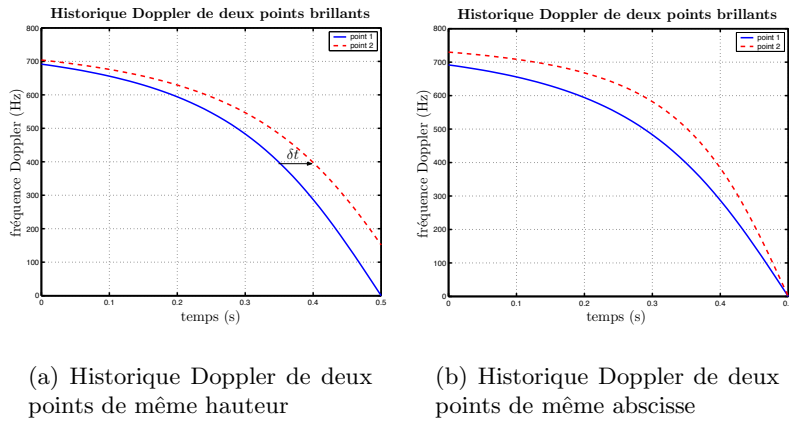 Historique Doppler de deux points brillants
800
700
600
500
400
300
200
100
0
fréquence Doppler (Hz)
point 1
point 2
δt
0
0.1
0.2
0.3
0.4
0.5
temps (s)
(a) Historique Doppler de deux
points de même hauteur
Historique Doppler de deux points brillants
800
700
600
500
400
300
200
100
0
fréquence Doppler (Hz)
point 1
point 2
0
0.1
0.2
0.3
0.4
0.5
temps (s)
(b) Historique Doppler de deux
points de même abscisse